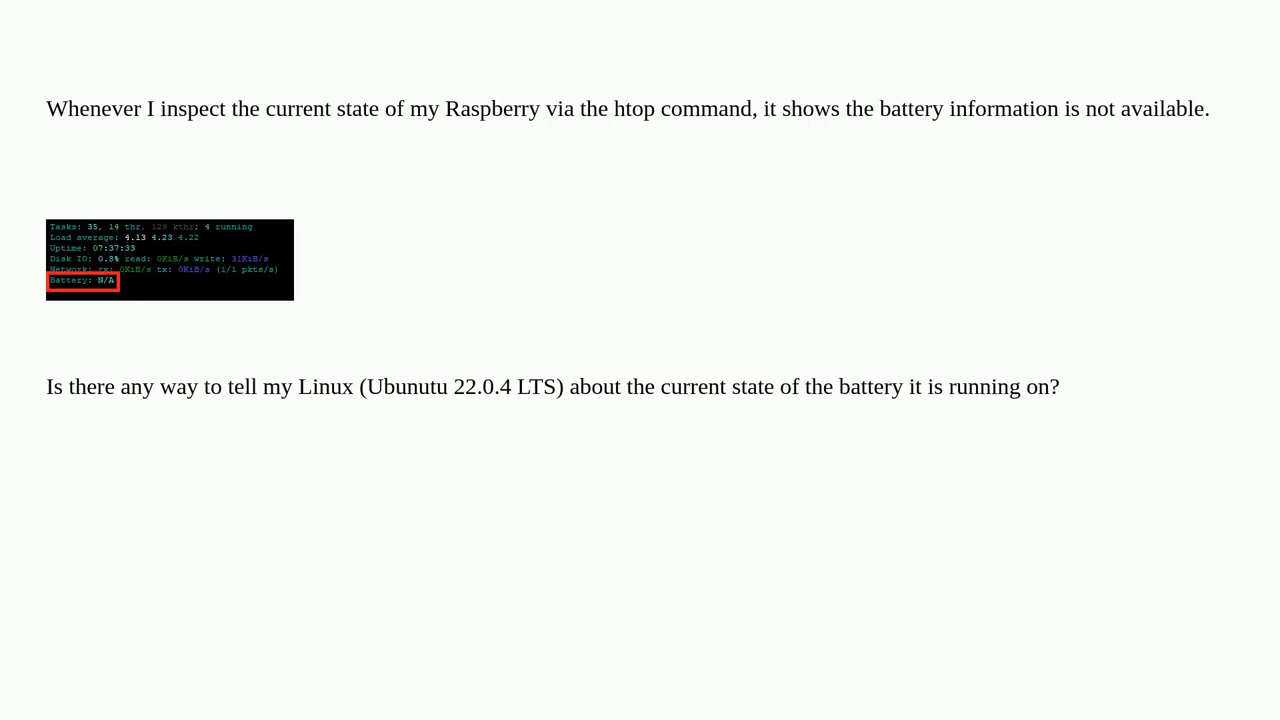 Whenever I inspect the current state of my Raspberry via the htop command, it shows the battery information is not available.
Tasks: 35, 14 thr, 129 kthr; 4 running
Load average: 4.13 4.23 4.22
Uptime: 07:37:33
Disk IO: 0.8% read: 0KiB/s write: 31KiB/s
Network: rx: 0KiB/s tx: 0KiB/s (1/1 pkts/s)
Battery: N/A
Is there any way to tell my Linux (Ubunutu 22.0.4 LTS) about the current state of the battery it is running on?